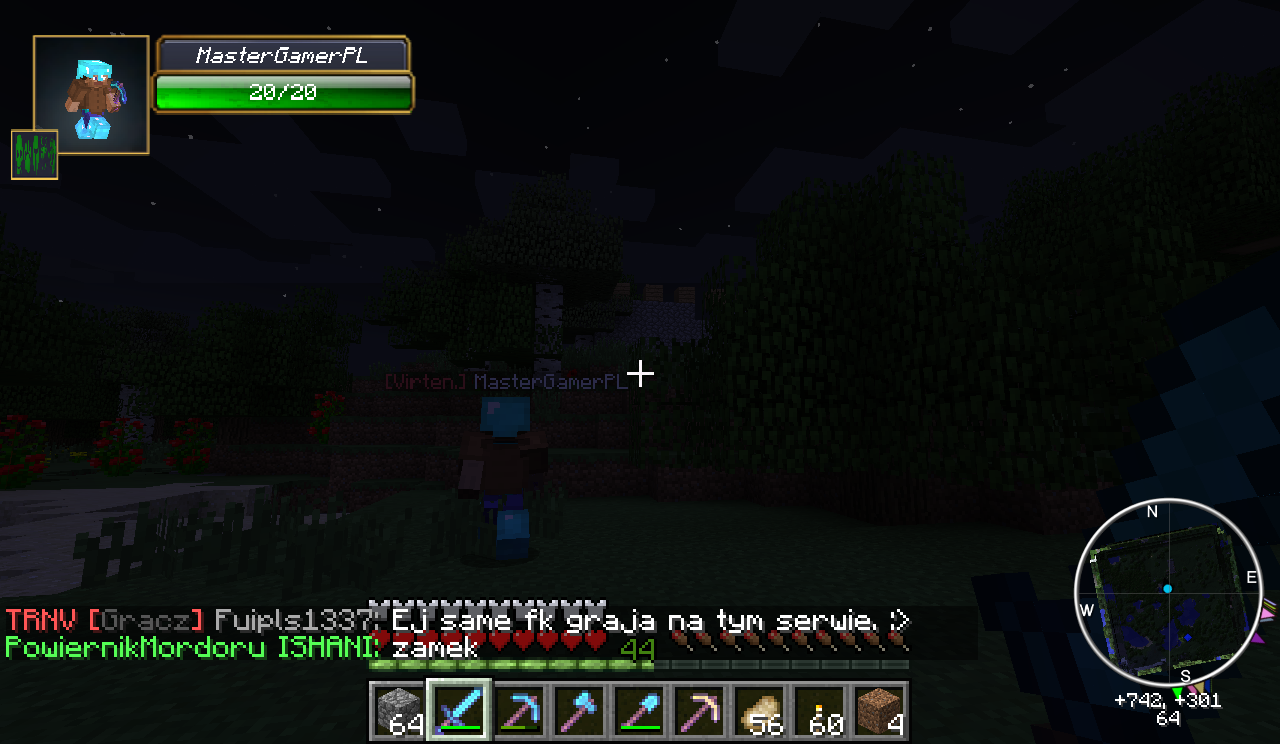 MasterGamerPL
20/20
[Virten.] MasterGamerPL
N
E
W
S
+742, +301
64
TRNV [Gracz] Fuipls1337: Ej same fk graja na tym serwie. :>
PowiernikMordoru ISHANI: zamek
44
64
56
60
4